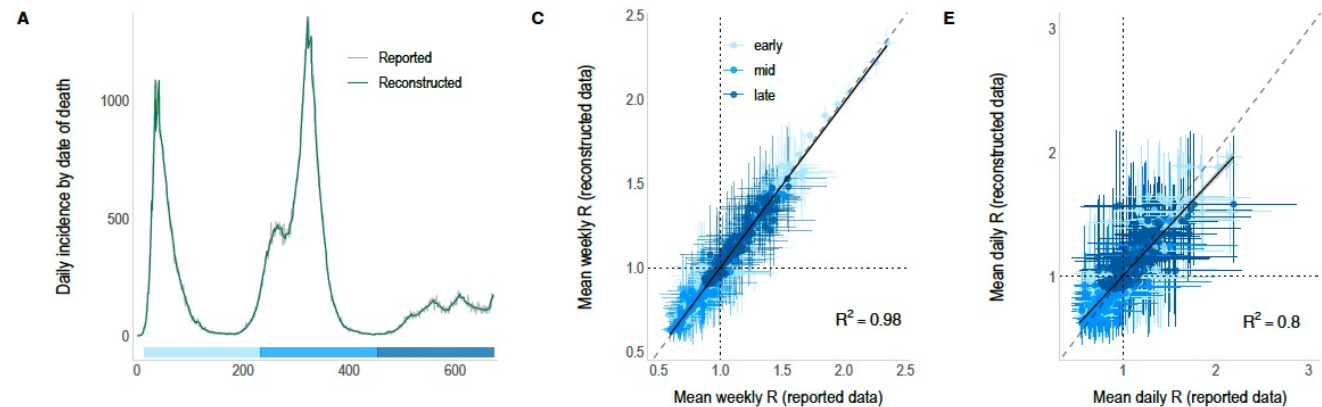 A
Daily incidence by date of death
1000
500
0
0
200
400
600
Reported
Reconstructed
C
Mean weekly R (reconstructed data)
2.5
2.0
1.5
1.0
0.5
0.5
1.0
1.5
2.0
2.5
early
mid
late
R² = 0.98
Mean weekly R (reported data)
E
Mean daily R (reconstructed data)
3
2
1
1
2
3
R² = 0.8
Mean daily R (reported data)